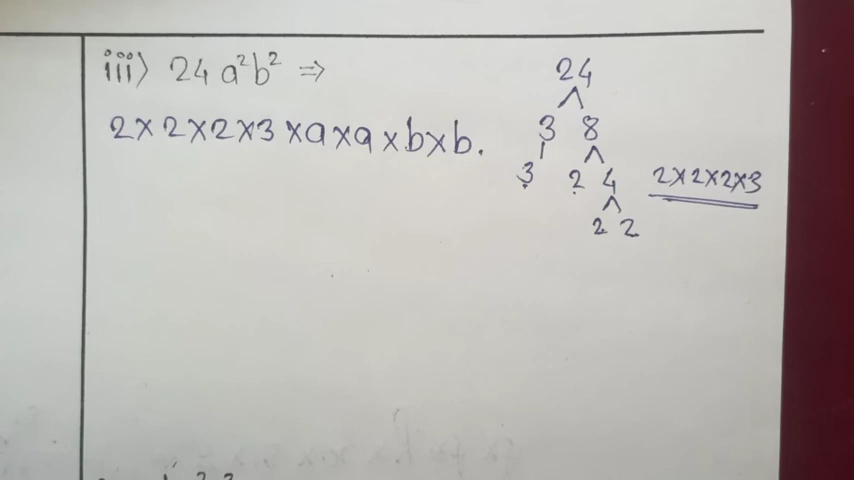 iii) 24 a²b² ⇒
2×2×2×3×a×a×b×b.
24
3 8
3 2 4 2×2×2×3
2 2